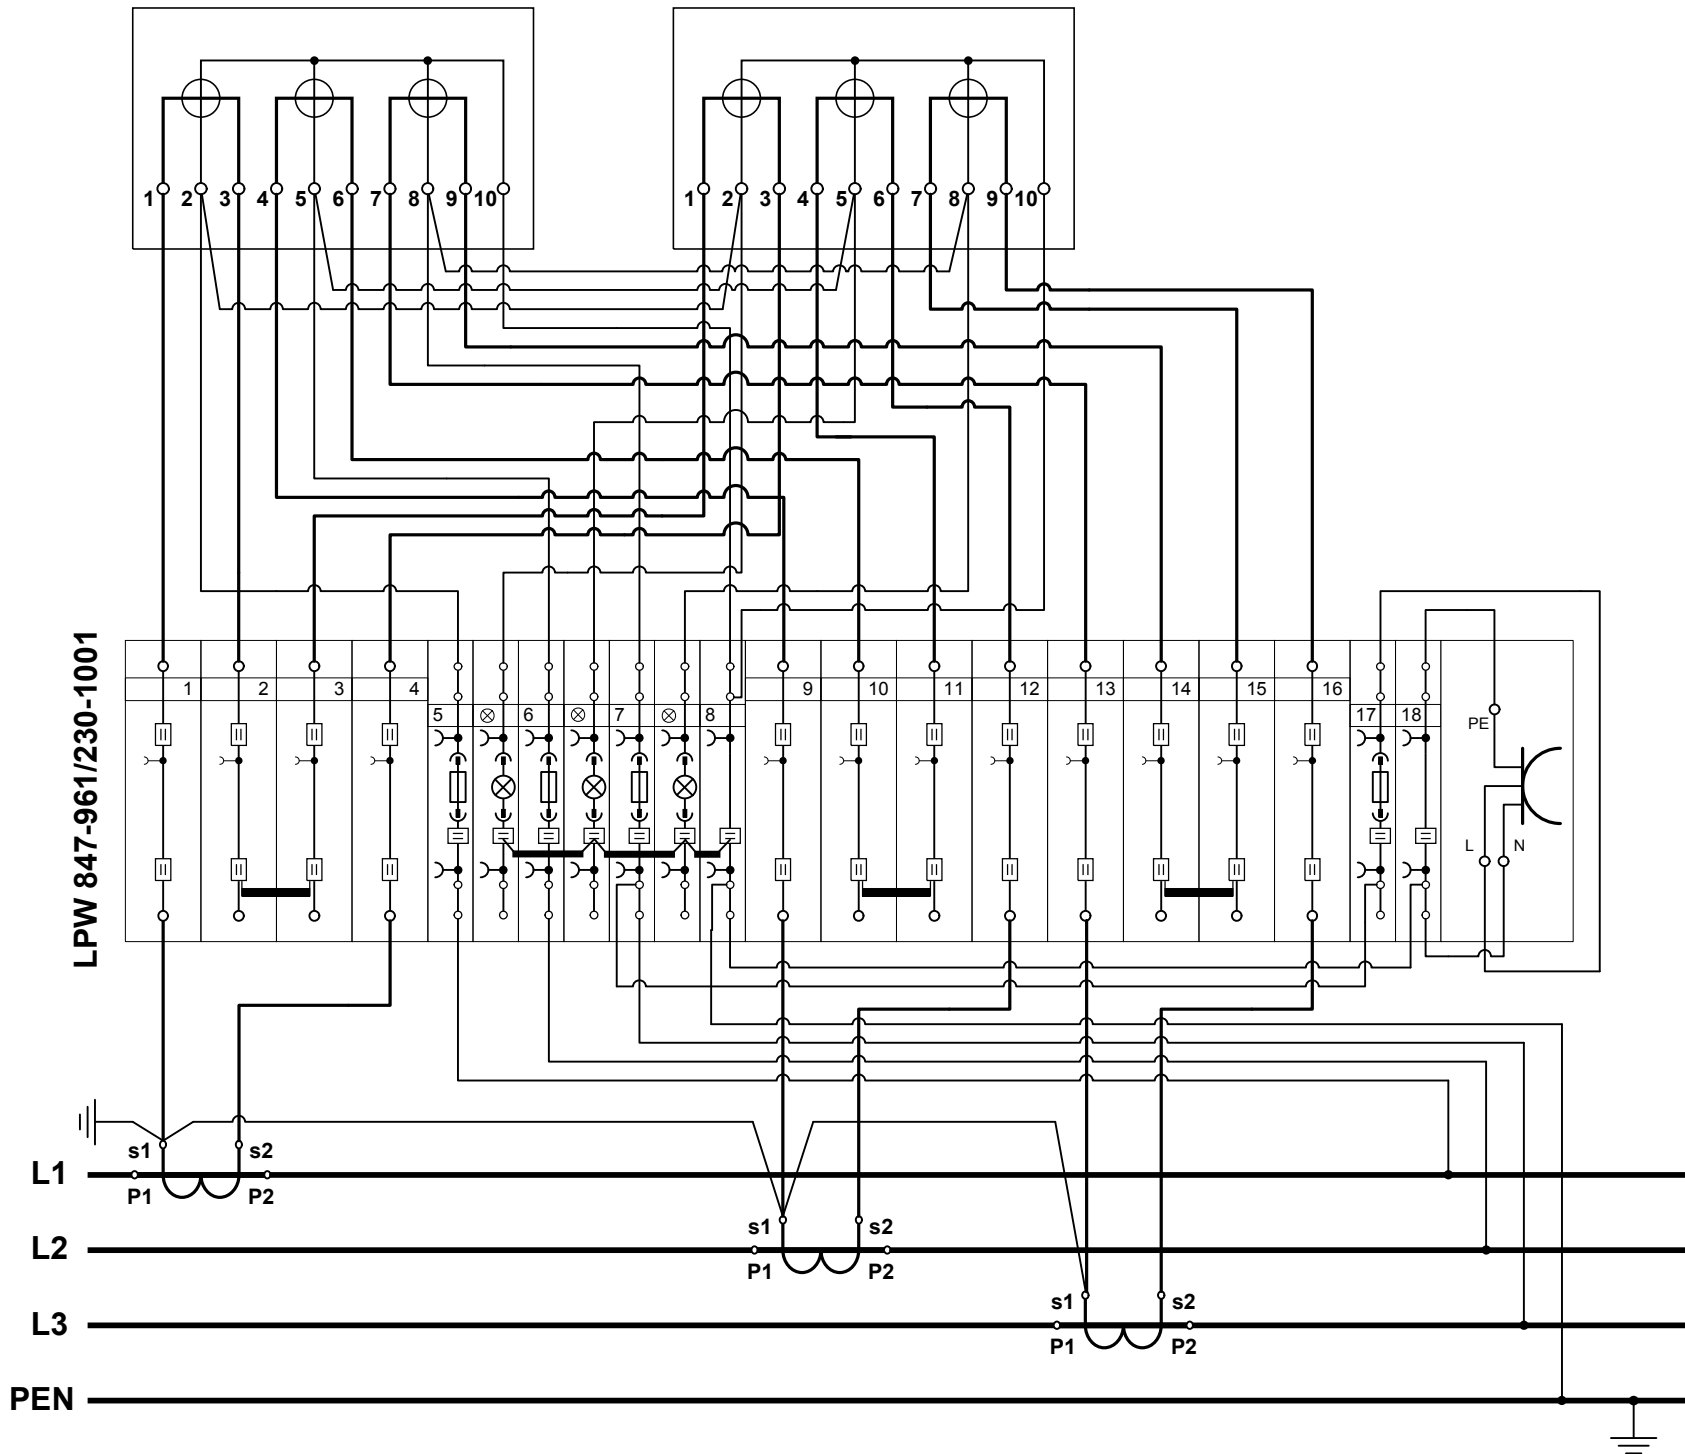 1 2 3 4 5 6 7 8 9 10
1 2 3 4 5 6 7 8 9 10
LPW 847-961/230-1001
1 2 3 4 9 10 11 12 13 14 15 16
5 6 7 8 17 18
PE
L N
s1 s2
L1
P1 P2
s1 s2
L2
P1 P2
s1 s2
L3
P1 P2
PEN